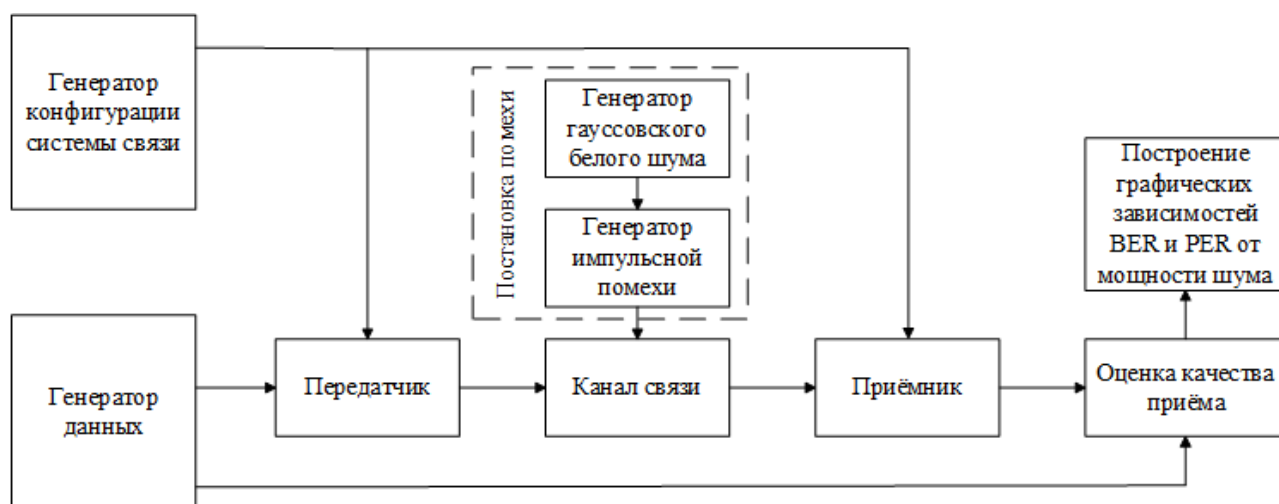 Генератор
конфигурации
системы связи
Постановка помехи
Генератор
гауссовского
белого шума
Генератор
импульсной
помехи
Построение
графических
зависимостей
BER и PER от
мощности шума
Генератор
данных
Передатчик
Канал связи
Приёмник
Оценка качества
приёма